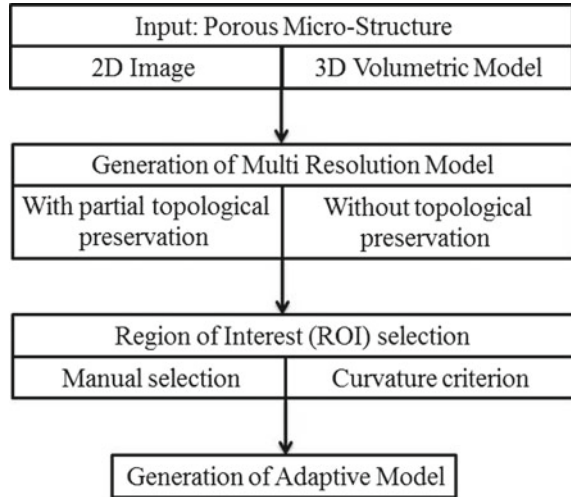 Input: Porous Micro-Structure
2D Image
3D Volumetric Model
Generation of Multi Resolution Model
With partial topological
preservation
Without topological
preservation
Region of Interest (ROI) selection
Manual selection
Curvature criterion
Generation of Adaptive Model